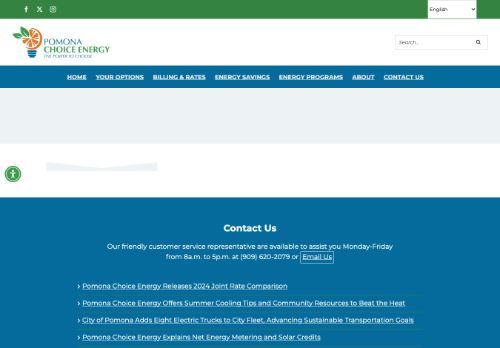 English
POMONA
CHOICE ENERGY
THE POWER TO CHOOSE
Search...
HOME YOUR OPTIONS BILLING & RATES ENERGY SAVINGS ENERGY PROGRAMS ABOUT CONTACT US
Contact Us
Our friendly customer service representative are available to assist you Monday-Friday
from 8a.m. to 5p.m. at (909) 620-2079 or Email Us
Pomona Choice Energy Releases 2024 Joint Rate Comparison
Pomona Choice Energy Offers Summer Cooling Tips and Community Resources to Beat the Heat
City of Pomona Adds Eight Electric Trucks to City Fleet, Advancing Sustainable Transportation Goals
Pomona Choice Energy Explains Net Energy Metering and Solar Credits